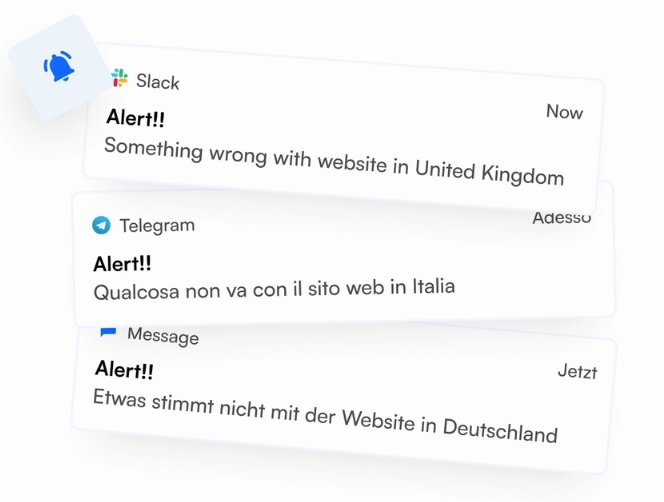 Slack
Now
Alert!!
Something wrong with website in United Kingdom
Telegram
Adesso
Alert!!
Qualcosa non va con il sito web in Italia
Message
Jetzt
Alert!!
Etwas stimmt nicht mit der Website in Deutschland